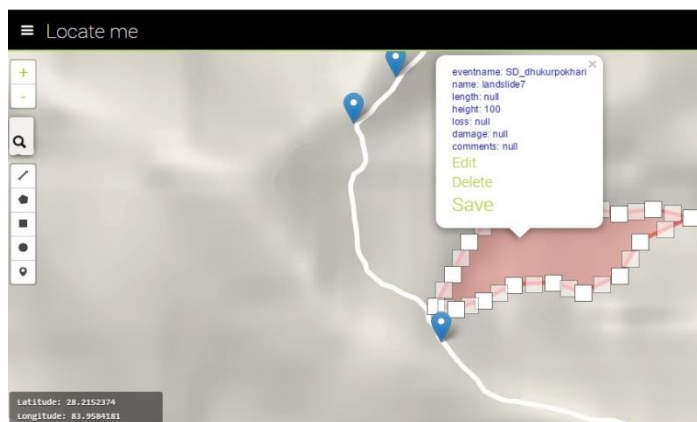 Locate me
+
-
eventname: SD_dhukurpokhari
name: landslide7
length: null
height: 100
loss: null
damage: null
comments: null
Edit
Delete
Save
Latitude: 28.2152374
Longitude: 83.9584181